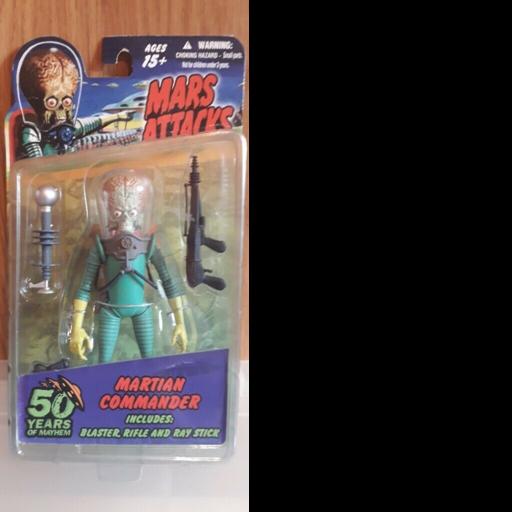 AGES
15+
WARNING:
CHOKING HAZARD - Small parts.
Not for children under 3 years.
MARS
ATTACKS
50
YEARS
OF MAYHEM
MARTIAN
COMMANDER
INCLUDES:
BLASTER, RIFLE AND RAY STICK